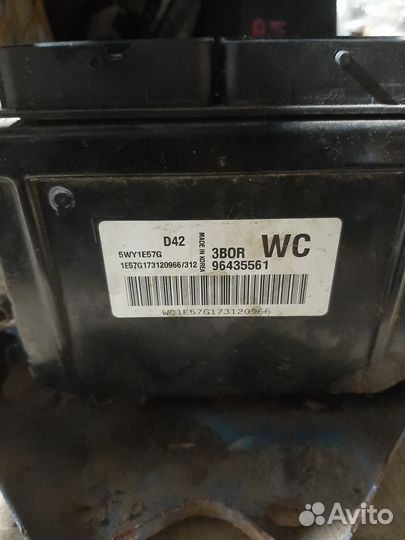 D42
MADE IN KOREA
3BOR
WC
5WY1E57G
1E57G173120966/312
96435561
WC1E57G173120966
Avito